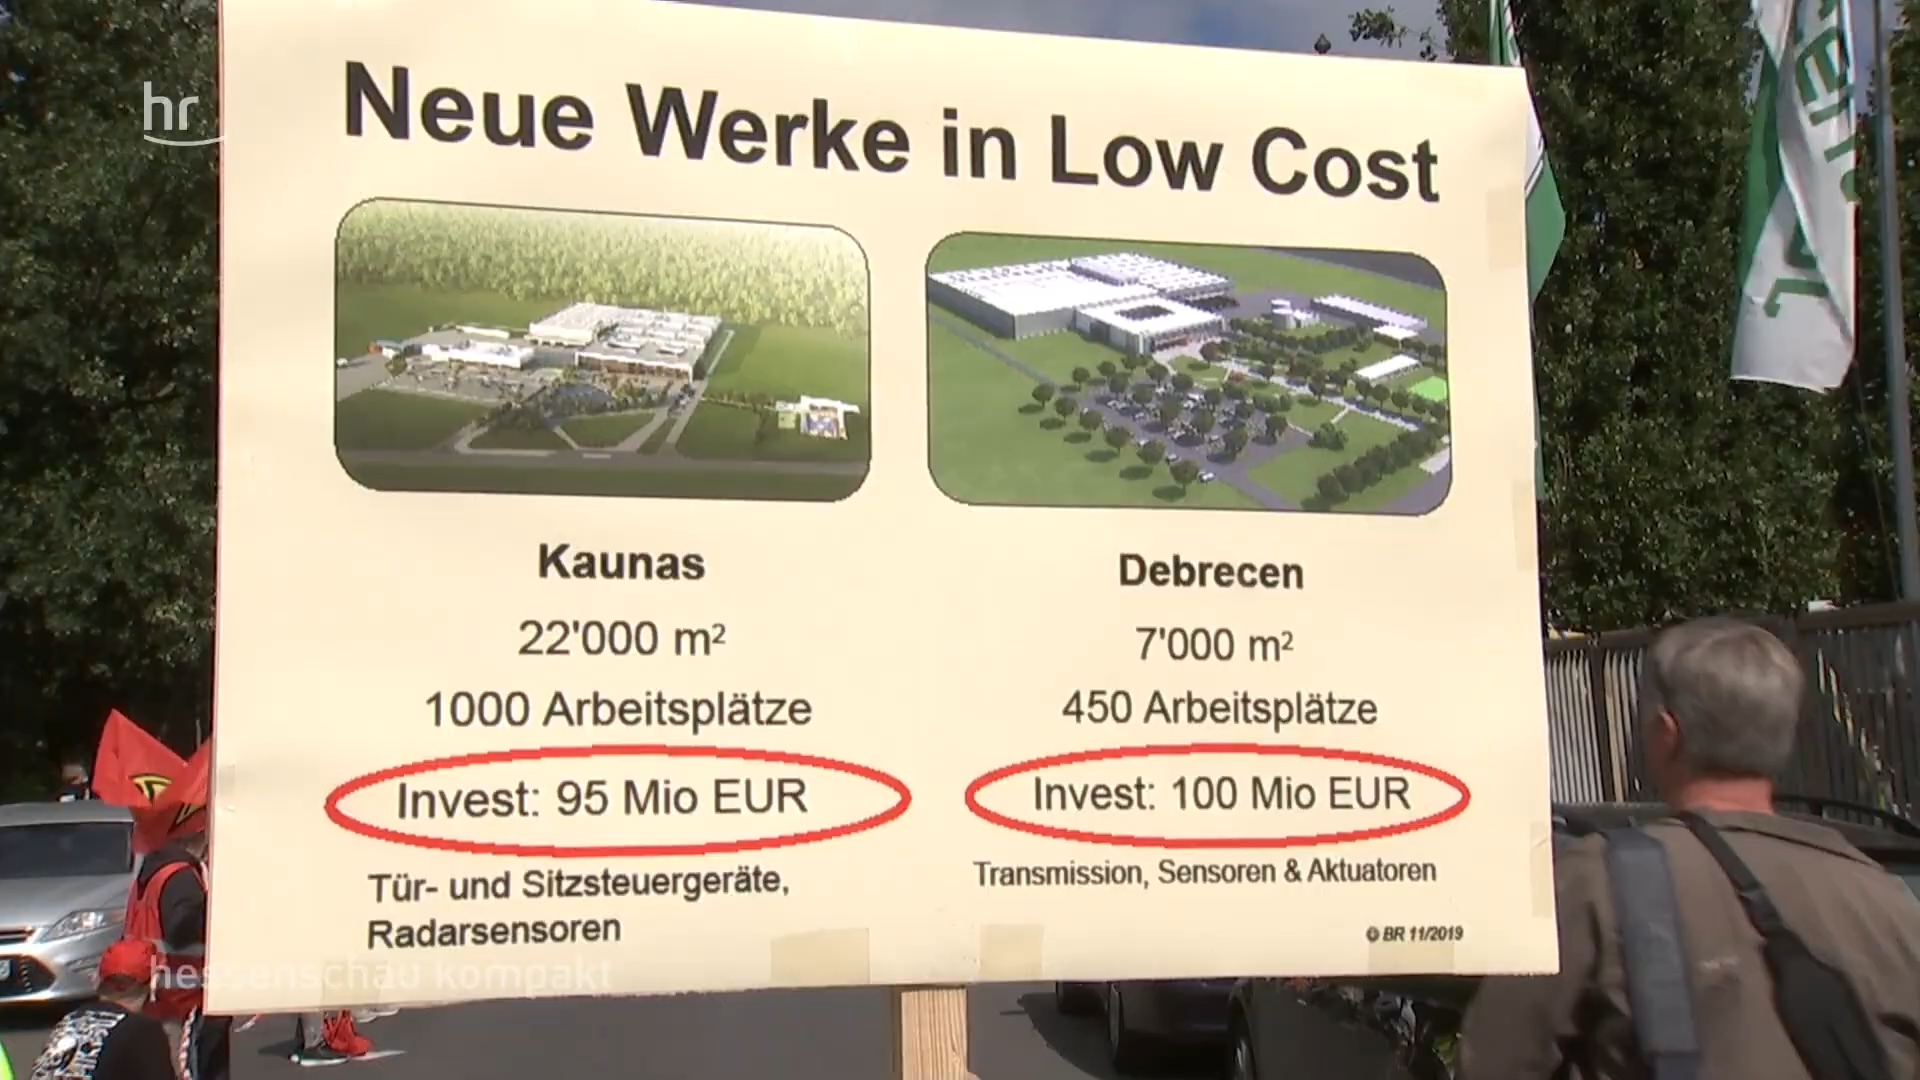 hr
Neue Werke in Low Cost
Kaunas
22'000 m²
1000 Arbeitsplätze
Invest: 95 Mio EUR
Tür- und Sitzsteuergeräte,
Radarsensoren
Debrecen
7'000 m²
450 Arbeitsplätze
Invest: 100 Mio EUR
Transmission, Sensoren & Aktuatoren
© BR 11/2019
hessenschau kompakt